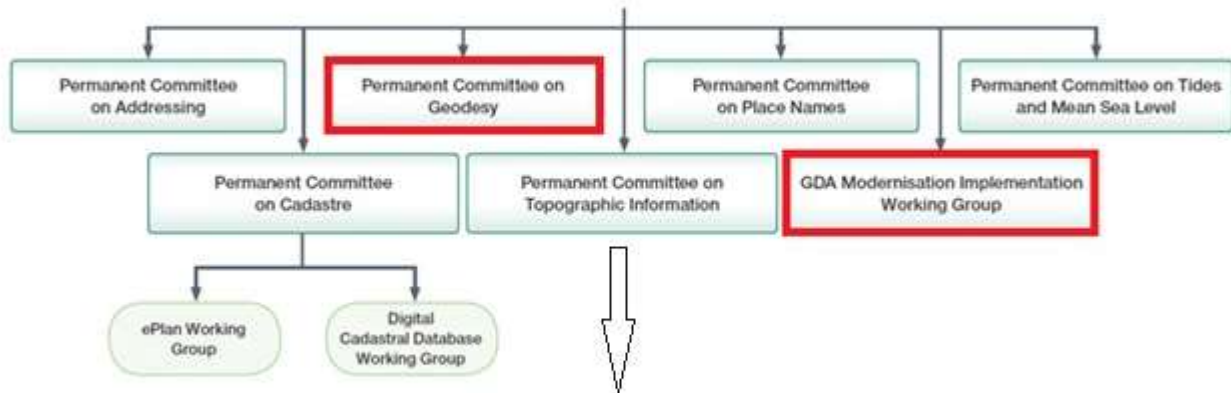 Permanent Committee
on Addressing
Permanent Committee on
Geodesy
Permanent Committee
on Place Names
Permanent Committee on Tides
and Mean Sea Level
Permanent Committee
on Cadastre
Permanent Committee on
Topographic Information
GDA Modernisation Implementation
Working Group
ePlan Working
Group
Digital
Cadastral Database
Working Group